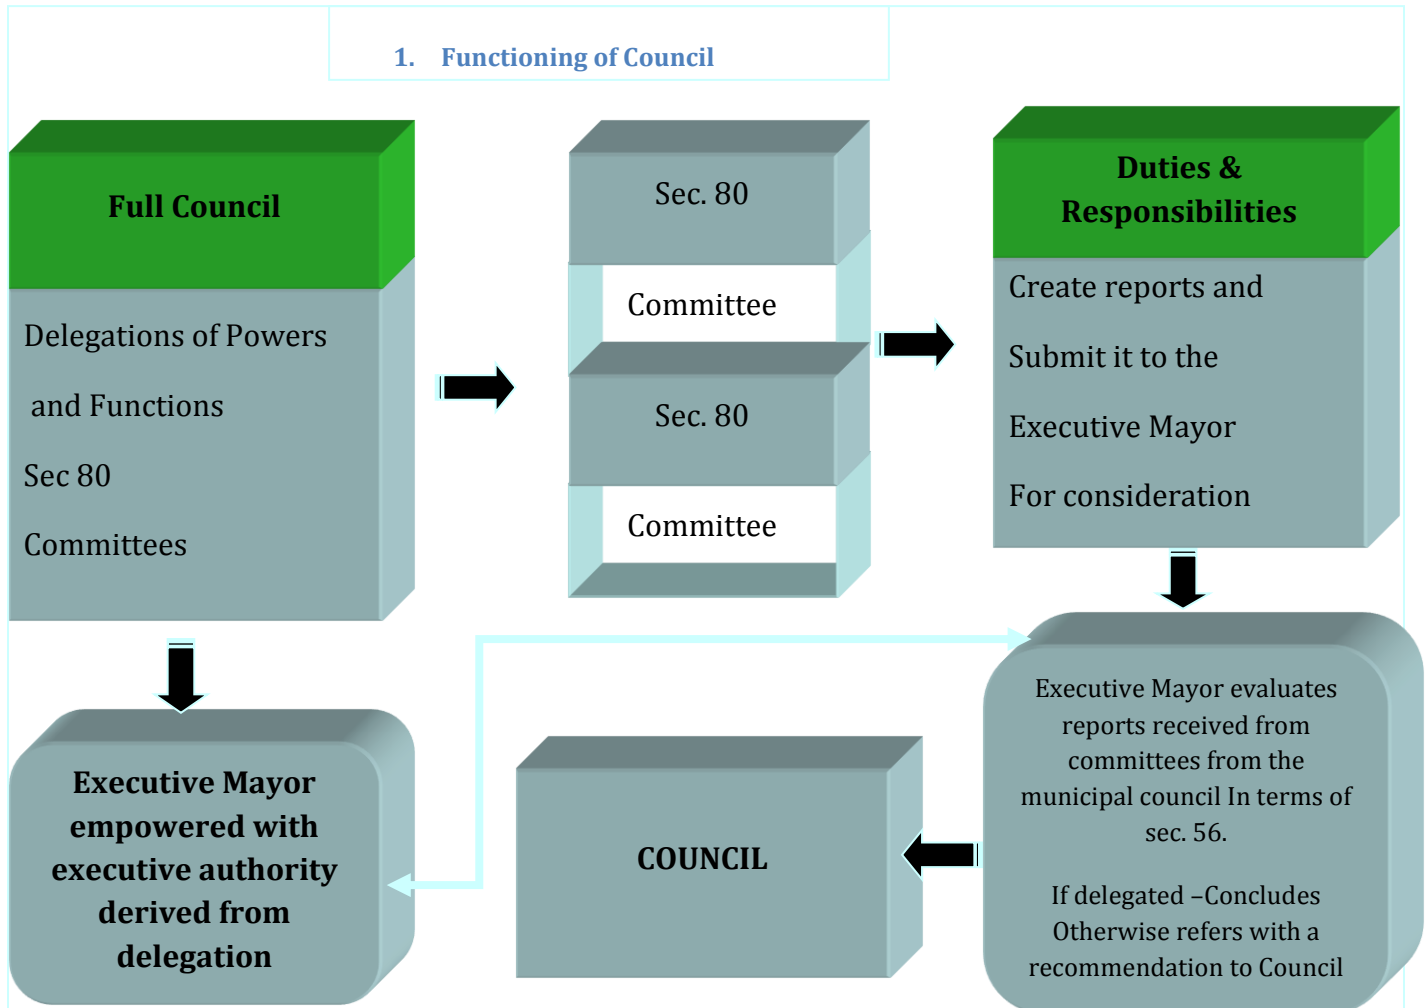 1. Functioning of Council
Full Council
Delegations of Powers
and Functions
Sec 80
Committees
Sec. 80
Committee
Sec. 80
Committee
Duties &
Responsibilities
Create reports and
Submit it to the
Executive Mayor
For consideration
Executive Mayor
empowered with
executive authority
derived from
delegation
COUNCIL
Executive Mayor evaluates
reports received from
committees from the
municipal council In terms of
sec. 56.
If delegated –Concludes
Otherwise refers with a
recommendation to Council